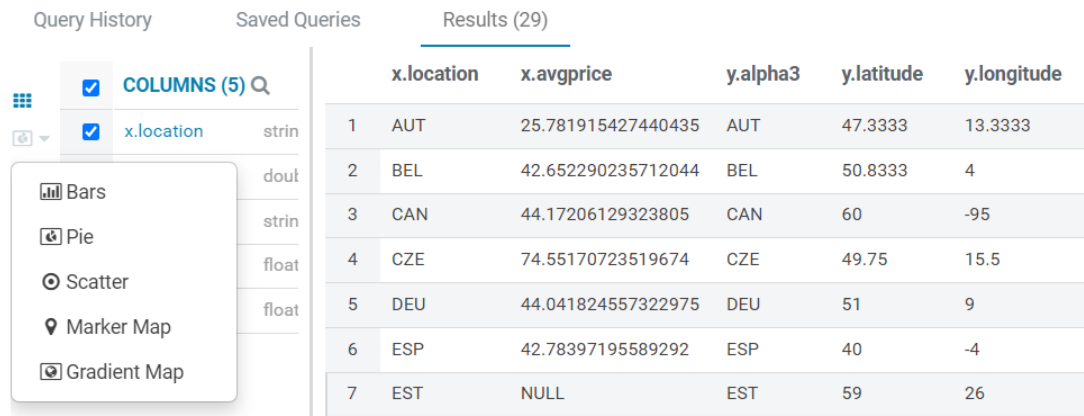 Query History Saved Queries Results (29)
COLUMNS (5)
x.location strin
doub
strin
float
float
Bars
Pie
Scatter
Marker Map
Gradient Map
x.location x.avgprice y.alpha3 y.latitude y.longitude
1 AUT 25.781915427440435 AUT 47.3333 13.3333
2 BEL 42.652290235712044 BEL 50.8333 4
3 CAN 44.17206129323805 CAN 60 -95
4 CZE 74.55170723519674 CZE 49.75 15.5
5 DEU 44.041824557322975 DEU 51 9
6 ESP 42.78397195589292 ESP 40 -4
7 EST NULL EST 59 26